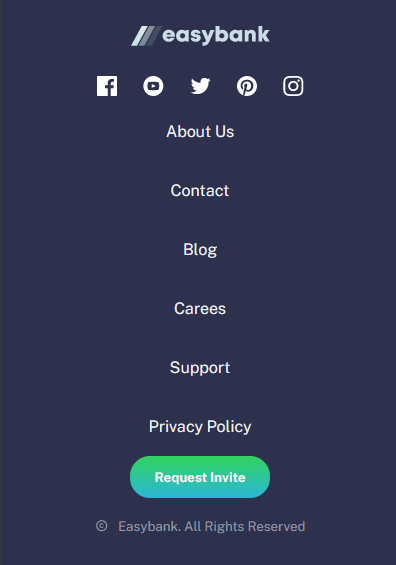 easybank
About Us
Contact
Blog
Carees
Support
Privacy Policy
Request Invite
© Easybank. All Rights Reserved